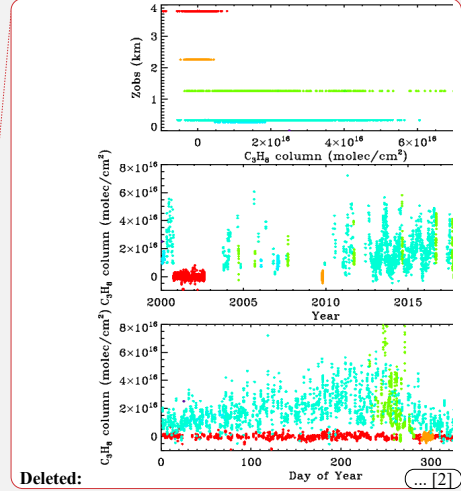 4
3
2
1
0
Zobs (km)
0 2×10¹⁶ 4×10¹⁶ 6×10¹⁶
C₃H₈ column (molec/cm²)
8×10¹⁶
6×10¹⁶
4×10¹⁶
2×10¹⁶
0
C₃H₈ column (molec/cm²)
2000 2005 2010 2015
Year
8×10¹⁶
6×10¹⁶
4×10¹⁶
2×10¹⁶
0
C₃H₈ column (molec/cm²)
0 100 200 300
Day of Year
Deleted:
... [2]